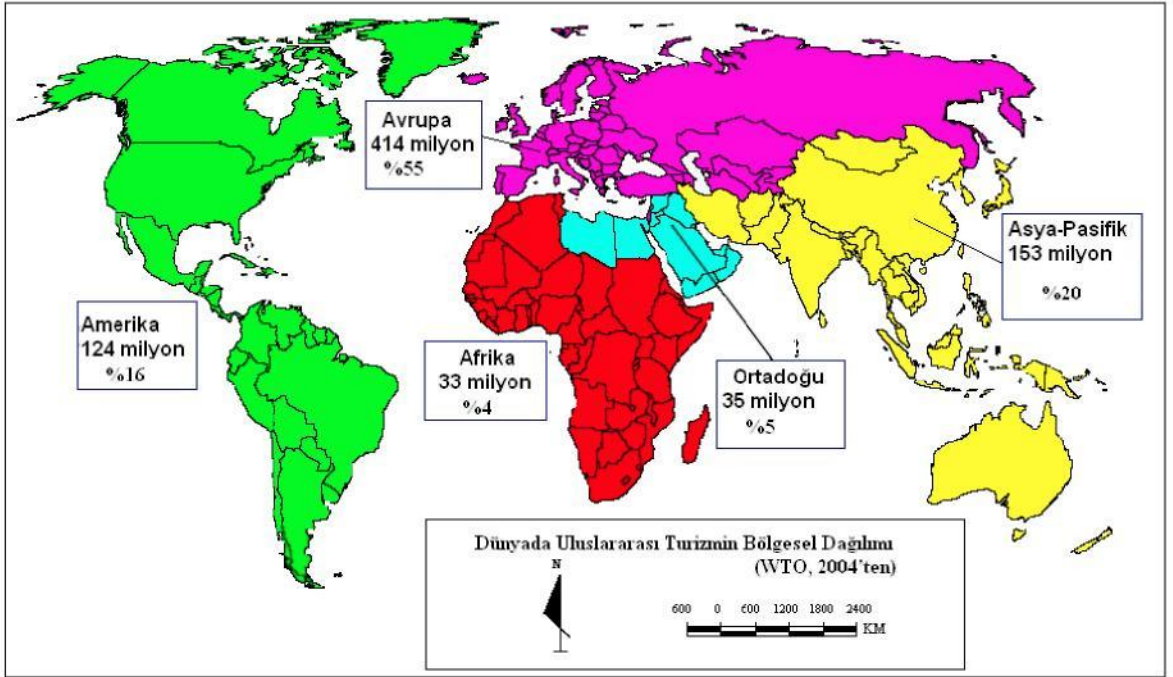 Avrupa
414 milyon
%55
Asya-Pasifik
153 milyon
%20
Amerika
124 milyon
%16
Afrika
33 milyon
%4
Ortadoğu
35 milyon
%5
Dünyada Uluslararası Turizmin Bölgesel Dağılımı
(WTO, 2004'ten)
N
600 0 600 1200 1800 2400
KM